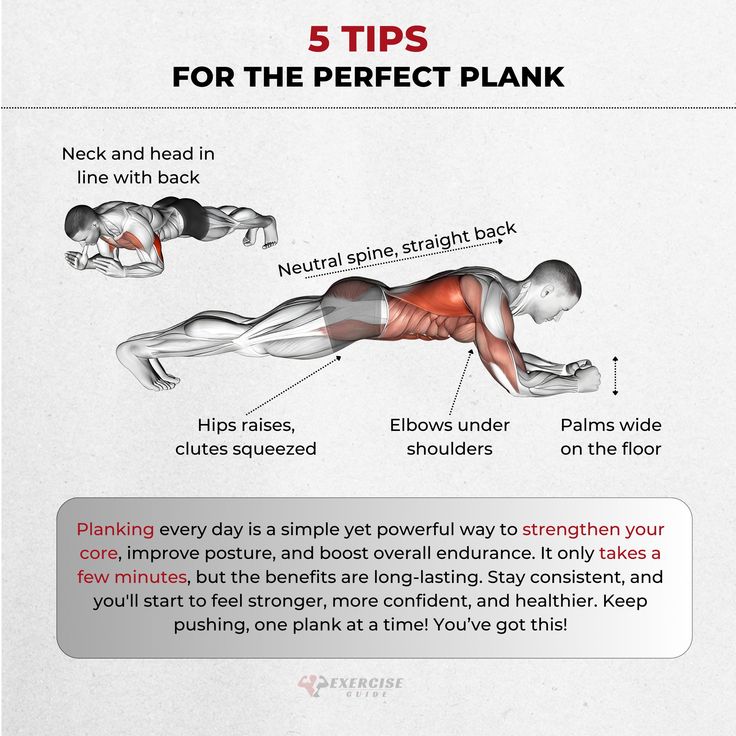 5 TIPS
FOR THE PERFECT PLANK
Neck and head in
line with back
Neutral spine, straight back
Hips raises,
clutes squeezed
Elbows under
shoulders
Palms wide
on the floor
Planking every day is a simple yet powerful way to strengthen your
core, improve posture, and boost overall endurance. It only takes a
few minutes, but the benefits are long-lasting. Stay consistent, and
you'll start to feel stronger, more confident, and healthier. Keep
pushing, one plank at a time! You’ve got this!
EXERCISE
GUIDE